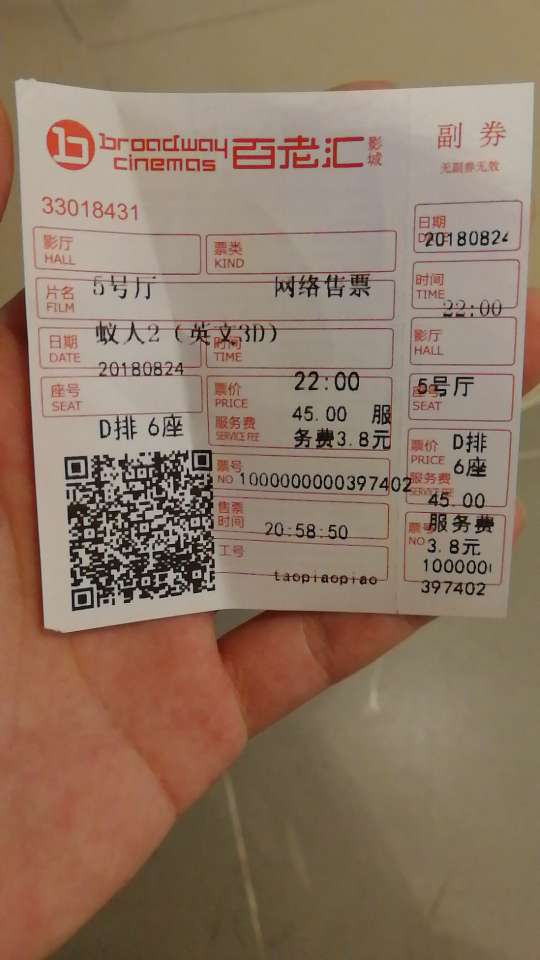 broadway cinemas 百老汇影城
副券
无副券无效
33018431
影厅 HALL
5号厅
票类 KIND
网络售票
片名 FILM
蚁人2（英文3D）
日期 DATE
20180824
时间 TIME
22:00
座号 SEAT
D排 6座
票价 PRICE
服务费 SERVICE FEE
45.00 服
务费3.8元
票号 NO
1000000000397402
售票时间
20:58:50
工号
taopiaopiao
日期
20180824
时间 TIME
22:00
影厅 HALL
5号厅
座号 SEAT
D排
6座
票价 PRICE
服务费 SERVICE FEE
45.00
服务费
3.8元
票号 NO
1000000
397402